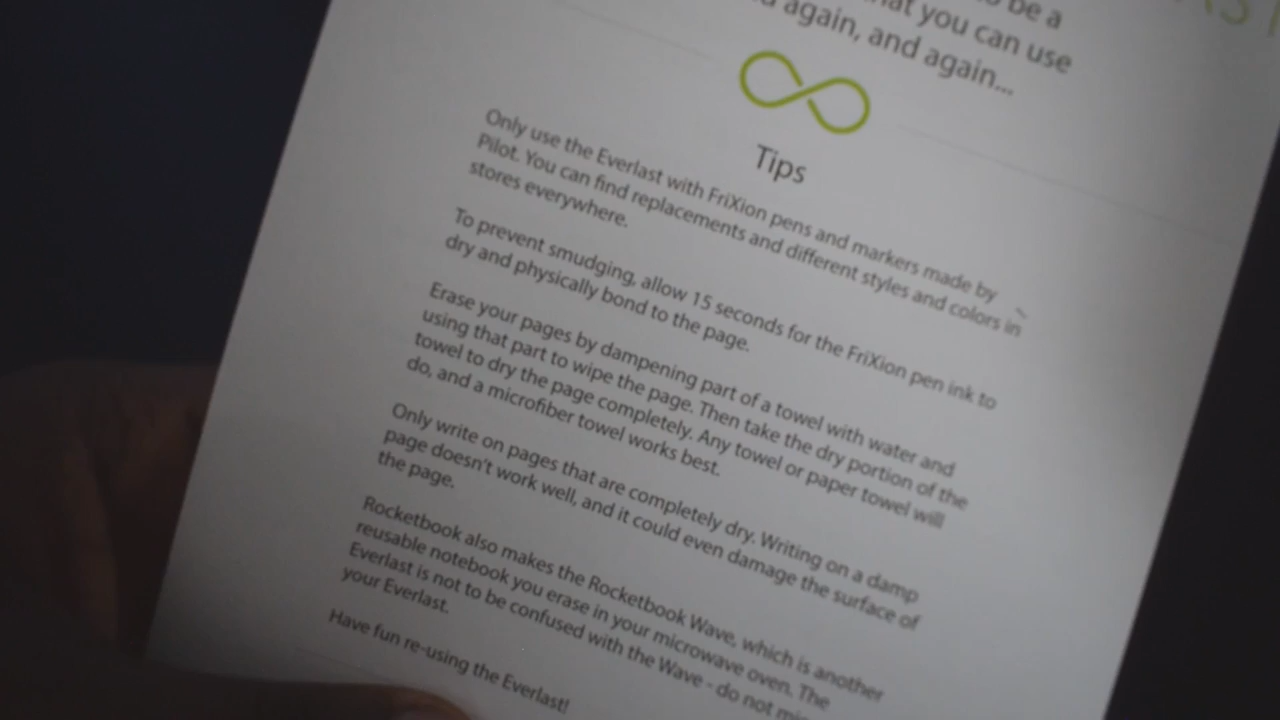 be a
that you can use
again, and again...
Tips
Only use the Everlast with FriXion pens and markers made by
Pilot. You can find replacements and different styles and colors in
stores everywhere.
To prevent smudging, allow 15 seconds for the FriXion pen ink to
dry and physically bond to the page.
Erase your pages by dampening part of a towel with water and
using that part to wipe the page. Then take the dry portion of the
towel to dry the page completely. Any towel or paper towel will
do, and a microfiber towel works best.
Only write on pages that are completely dry. Writing on a damp
page doesn't work well, and it could even damage the surface of
the page.
Rocketbook also makes the Rocketbook Wave, which is another
reusable notebook you erase in your microwave oven. The
Everlast is not to be confused with the Wave - do not
your Everlast.
Have fun re-using the Everlast!